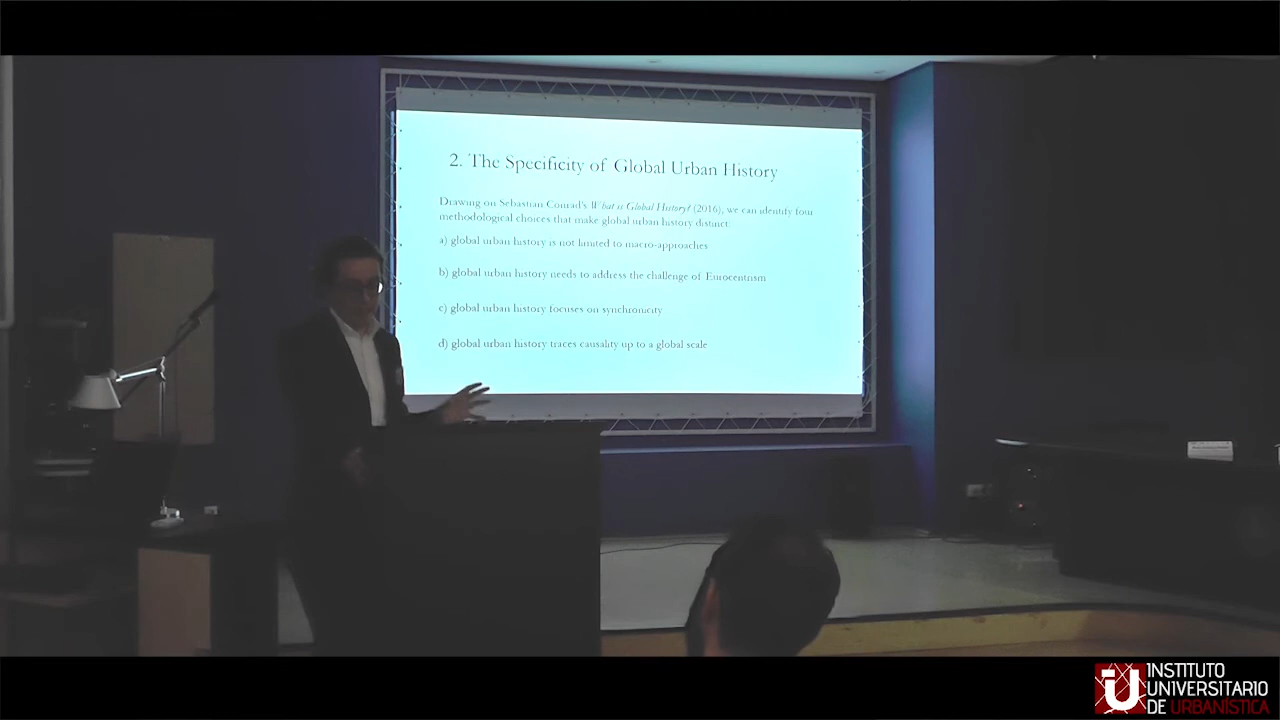 2. The Specificity of Global Urban History
Drawing on Sebastian Conrad's What is Global History? (2016), we can identify four
methodological choices that make global urban history distinct:
a) global urban history is not limited to macro-approaches
b) global urban history needs to address the challenge of Eurocentrism
c) global urban history focuses on synchronicity
d) global urban history traces causality up to a global scale
iU
INSTITUTO
UNIVERSITARIO
DE URBANÍSTICA